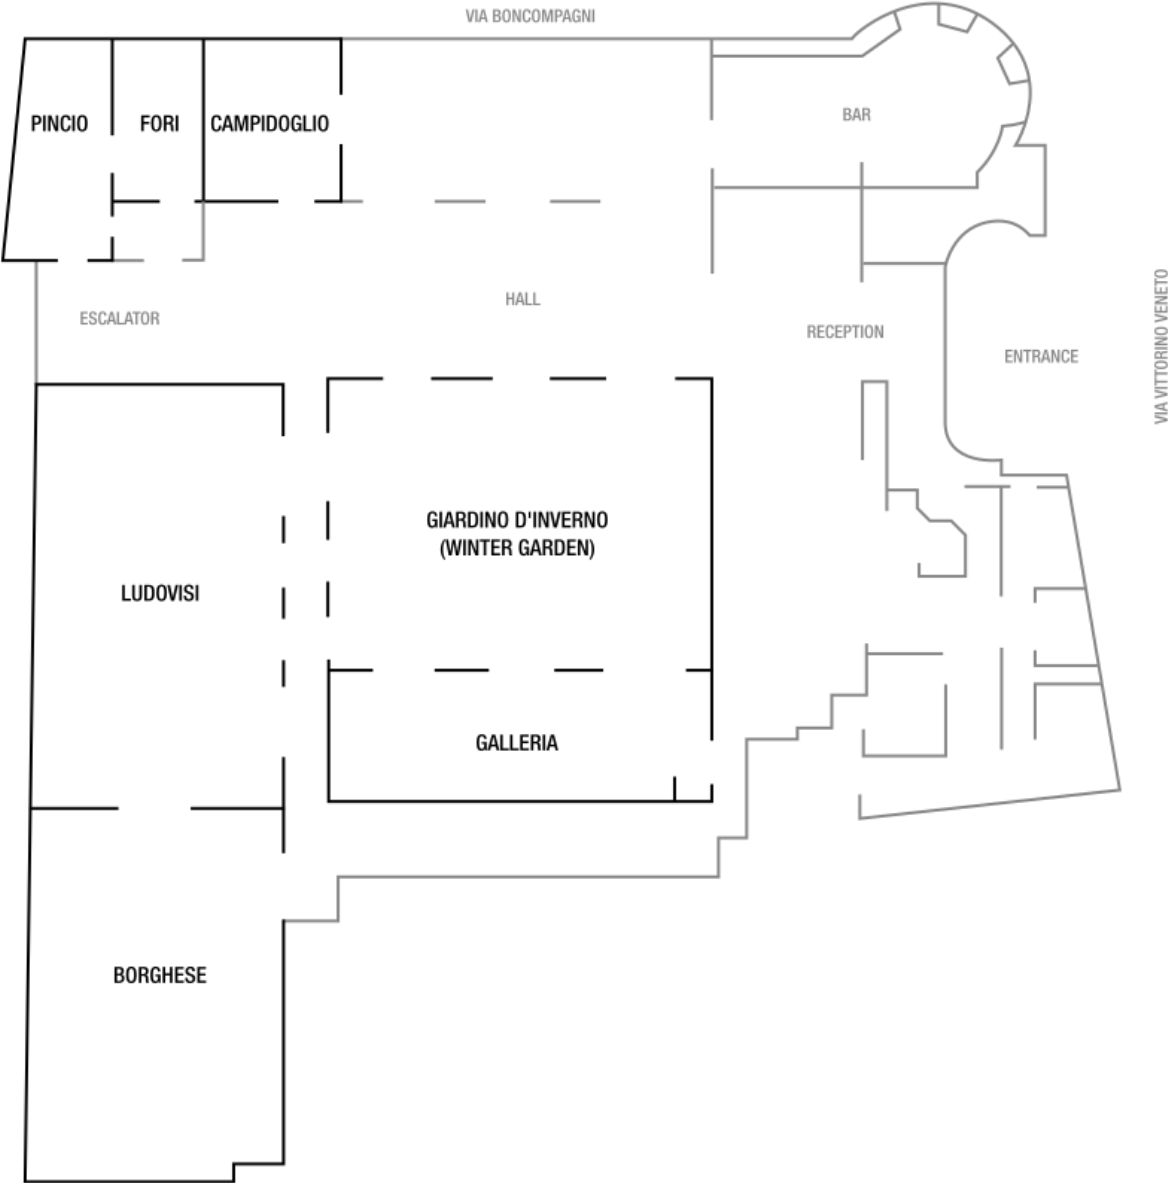 VIA BONCOMPAGNI
BAR
PINCIO
FORI
CAMPIDOGLIO
HALL
ESCALATOR
RECEPTION
ENTRANCE
VIA VITTORINO VENETO
GIARDINO D'INVERNO
(WINTER GARDEN)
LUDOVISI
GALLERIA
BORGHESE